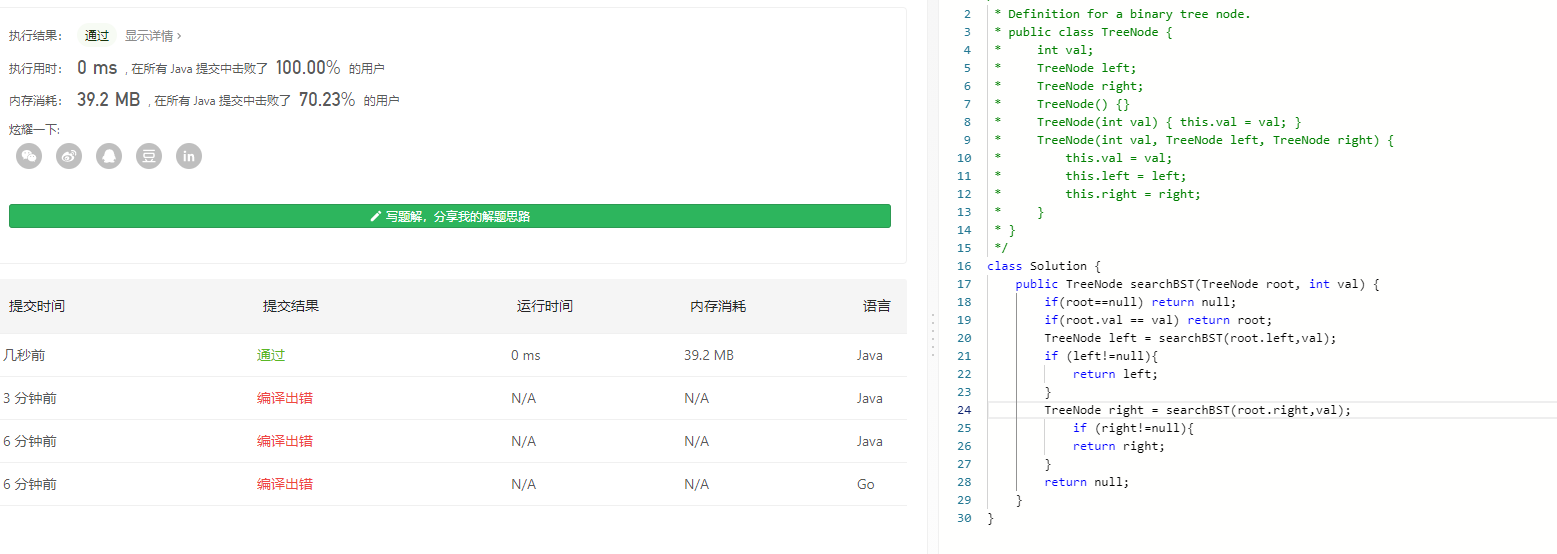 执行结果： 通过 显示详情 ›
执行用时： 0 ms , 在所有 Java 提交中击败了 100.00% 的用户
内存消耗： 39.2 MB , 在所有 Java 提交中击败了 70.23% 的用户
炫耀一下:
in
写题解，分享我的解题思路
提交时间 提交结果 运行时间 内存消耗 语言
几秒前 通过 0 ms 39.2 MB Java
3 分钟前 编译出错 N/A N/A Java
6 分钟前 编译出错 N/A N/A Java
6 分钟前 编译出错 N/A N/A Go
2 * Definition for a binary tree node.
3 * public class TreeNode {
4 *     int val;
5 *     TreeNode left;
6 *     TreeNode right;
7 *     TreeNode() {}
8 *     TreeNode(int val) { this.val = val; }
9 *     TreeNode(int val, TreeNode left, TreeNode right) {
10 *         this.val = val;
11 *         this.left = left;
12 *         this.right = right;
13 *     }
14 * }
15 */
16 class Solution {
17     public TreeNode searchBST(TreeNode root, int val) {
18         if(root==null) return null;
19         if(root.val == val) return root;
20         TreeNode left = searchBST(root.left,val);
21         if (left!=null){
22             return left;
23         }
24         TreeNode right = searchBST(root.right,val);
25             if (right!=null){
26             return right;
27         }
28         return null;
29     }
30 }